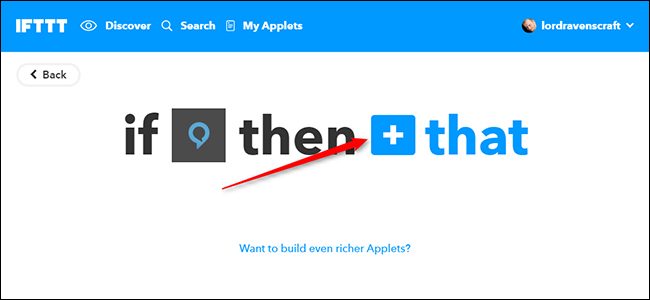 IFTTT Discover Search My Applets lordravenscraft
Back
if then + that
Want to build even richer Applets?